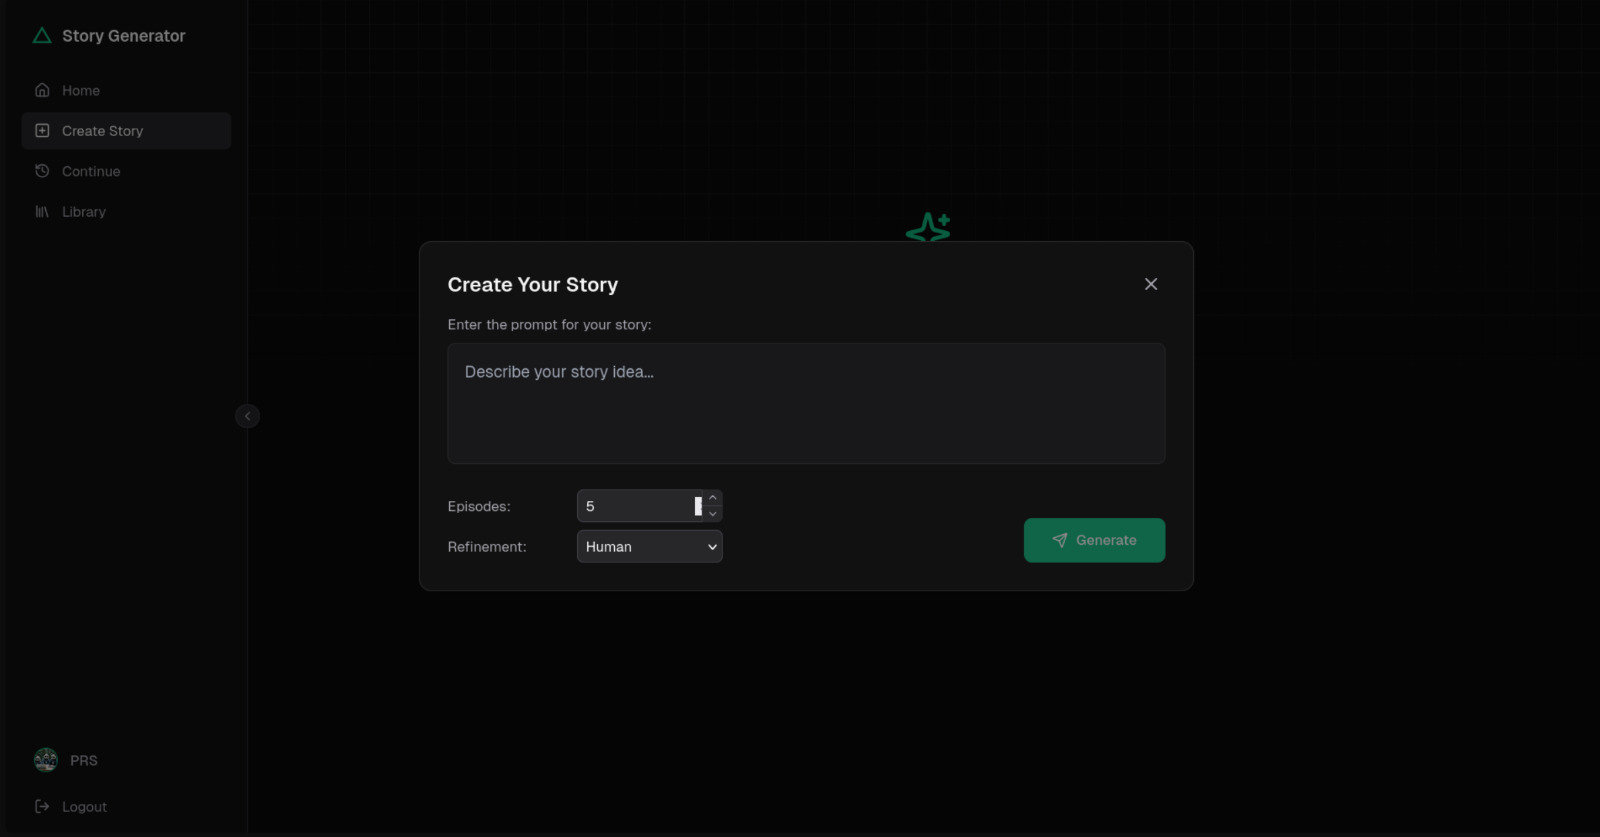 Story Generator
Home
Create Story
Continue
Library
Create Your Story
Enter the prompt for your story:
Describe your story idea...
Episodes:
5
Refinement:
Human
Generate
PRS
Logout